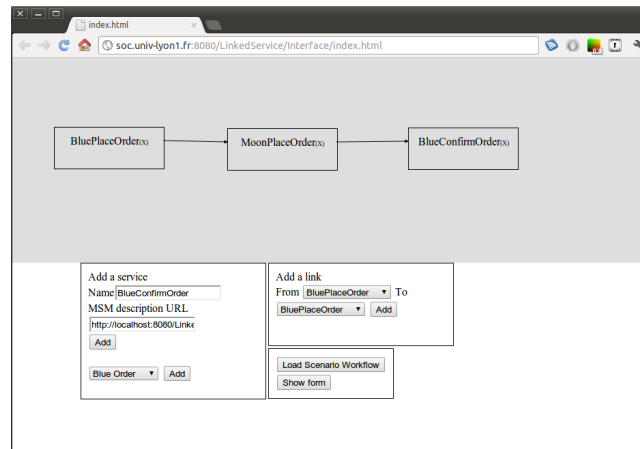 index.html ×
soc.univ-lyon1.fr:8080/LinkedService/Interface/index.html
BluePlaceOrder(X)
MoonPlaceOrder(X)
BlueConfirmOrder(X)
Add a service
Name BlueConfirmOrder
MSM description URL
http://localhost:8080/Linke
Add
Blue Order Add
Add a link
From BluePlaceOrder To
BluePlaceOrder Add
Load Scenario Workflow
Show form